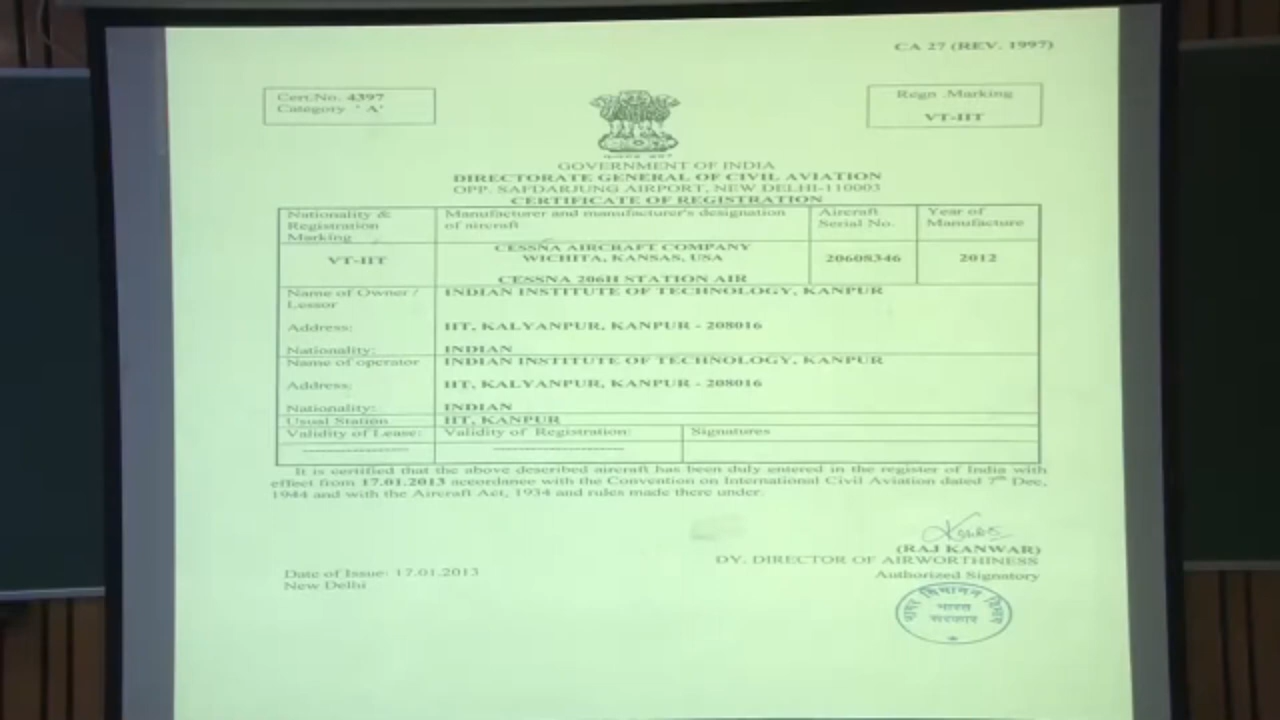 CA 27 (REV. 1997)
Cert.No. 4397
Category ' A'
Regn .Marking
VT-IIT
GOVERNMENT OF INDIA
DIRECTORATE GENERAL OF CIVIL AVIATION
OPP. SAFDARJUNG AIRPORT, NEW DELHI-110003
CERTIFICATE OF REGISTRATION
Nationality &
Registration
Marking
Manufacturer and manufacturer's designation
of aircraft
Aircraft
Serial No.
Year of
Manufacture
VT-IIT
CESSNA AIRCRAFT COMPANY
WICHITA, KANSAS, USA
CESSNA 206H STATION AIR
20608346
2012
Name of Owner /
Lessor
INDIAN INSTITUTE OF TECHNOLOGY, KANPUR
Address:
IIT, KALYANPUR, KANPUR - 208016
Nationality:
INDIAN
Name of operator
INDIAN INSTITUTE OF TECHNOLOGY, KANPUR
Address:
IIT, KALYANPUR, KANPUR - 208016
Nationality:
INDIAN
Usual Station
IIT, KANPUR
Validity of Lease:
Validity of Registration:
Signatures
It is certified that the above described aircraft has been duly entered in the register of India with
effect from 17.01.2013 accordance with the Convention on International Civil Aviation dated 7th Dec,
1944 and with the Aircraft Act, 1934 and rules made there under.
(RAJ KANWAR)
DY. DIRECTOR OF AIRWORTHINESS
Authorized Signatory
Date of Issue: 17.01.2013
New Delhi
नागर विमानन विभाग
भारत
सरकार